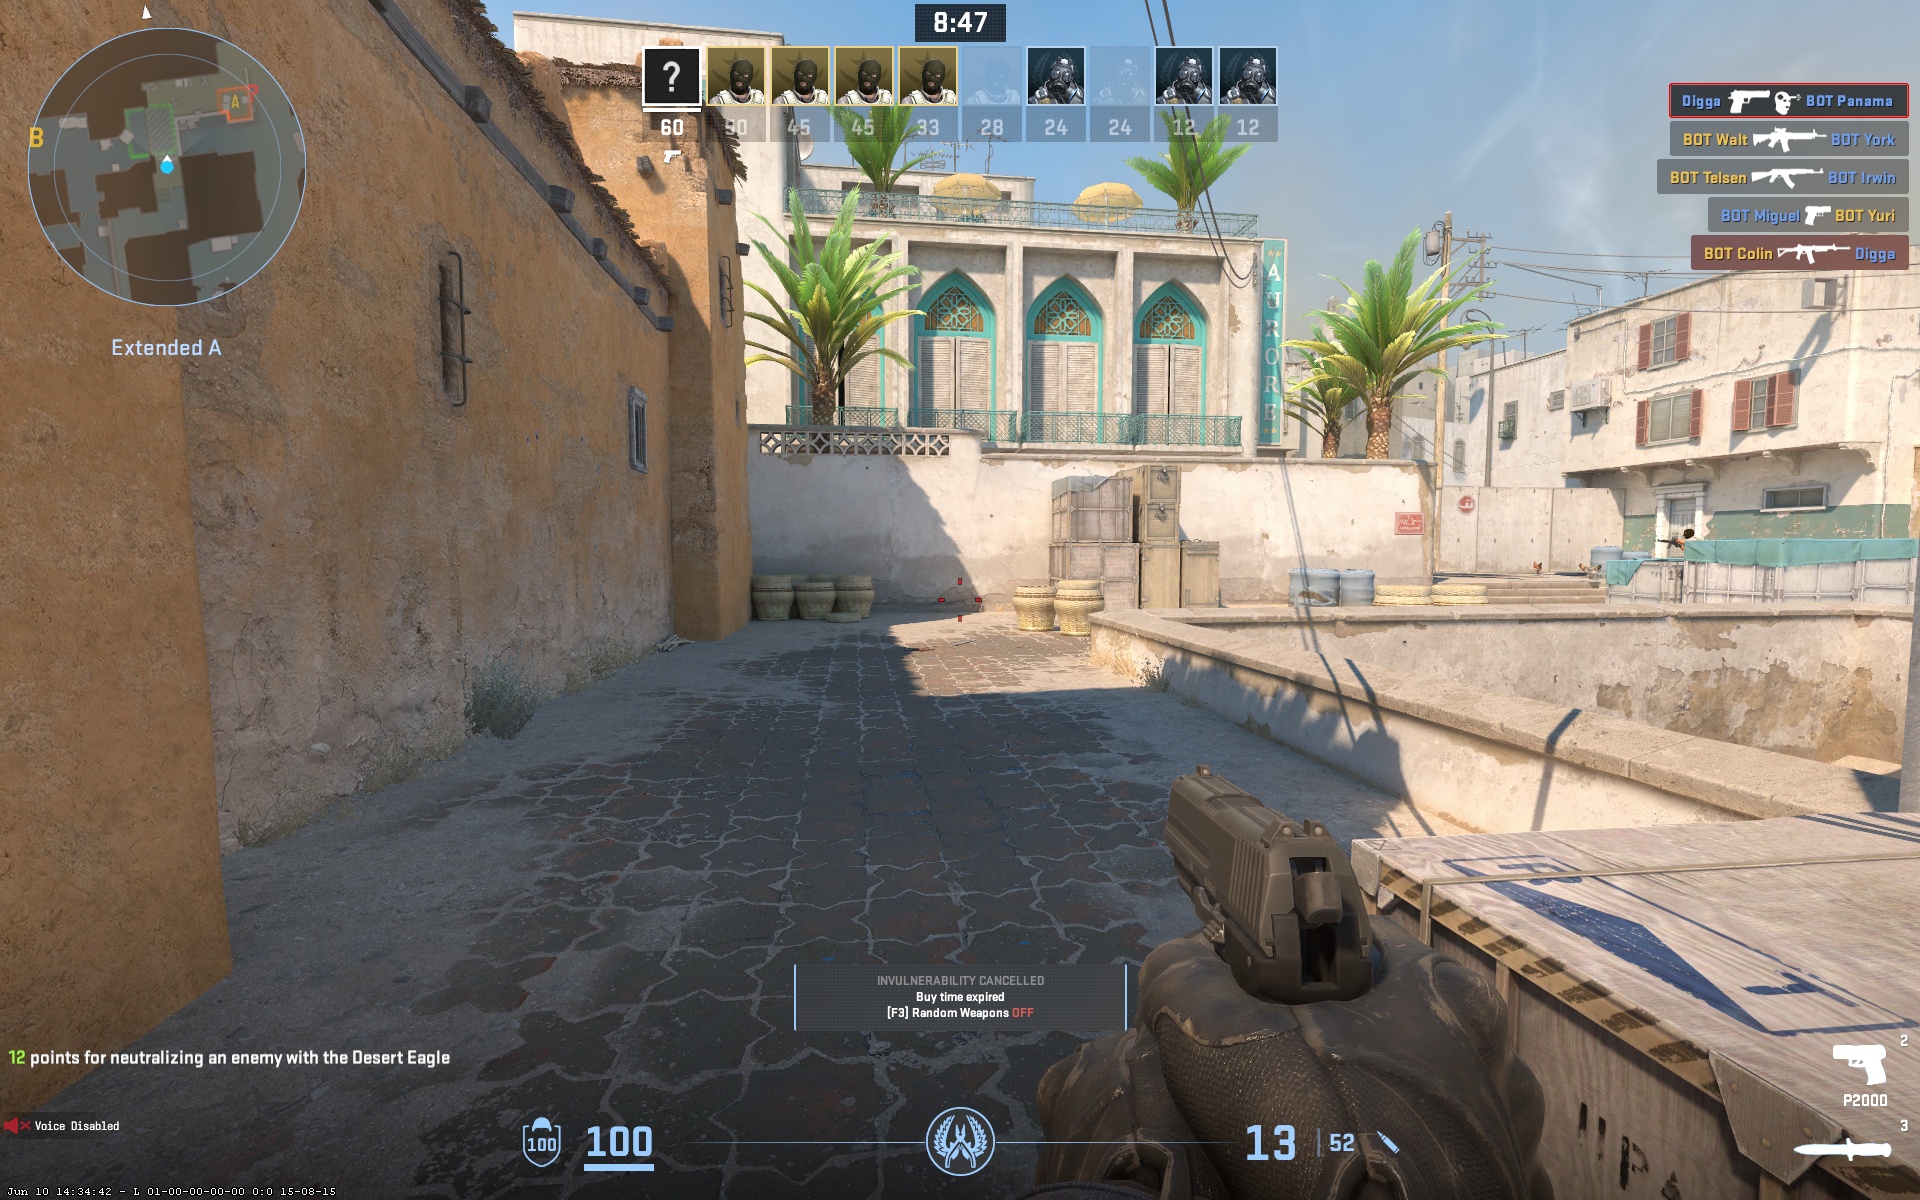 8:47
?
60 90 45 45 33 28 24 24 12 12
A
B
Extended A
Digga BOT Panama
BOT Walt BOT York
BOT Telsen BOT Irwin
BOT Miguel BOT Yuri
BOT Colin Digga
AURORE
INVULNERABILITY CANCELLED
Buy time expired
[F3] Random Weapons OFF
12 points for neutralizing an enemy with the Desert Eagle
Voice Disabled
2
P2000
3
100 100
13 52
Jun 10 14:34:42 - L 01-00-00-00-00 0:0 15-08-15